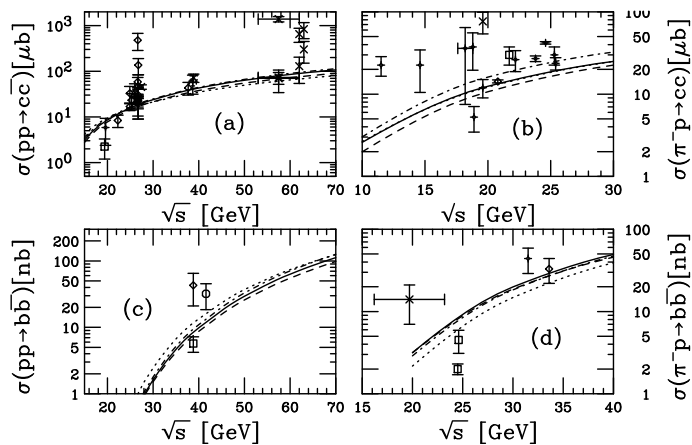 σ(pp→cc̅)[μb]
10³
10²
10¹
10⁰
20 30 40 50 60 70
√s [GeV]
(a)
100
50
20
10
5
2
1
10 15 20 25 30
√s [GeV]
(b)
σ(π⁻p→cc̅)[μb]
σ(pp→bb̅)[nb]
200
100
50
20
10
5
2
1
20 30 40 50 60 70
√s [GeV]
(c)
100
50
20
10
5
2
1
15 20 25 30 35 40
√s [GeV]
(d)
σ(π⁻p→bb̅)[nb]